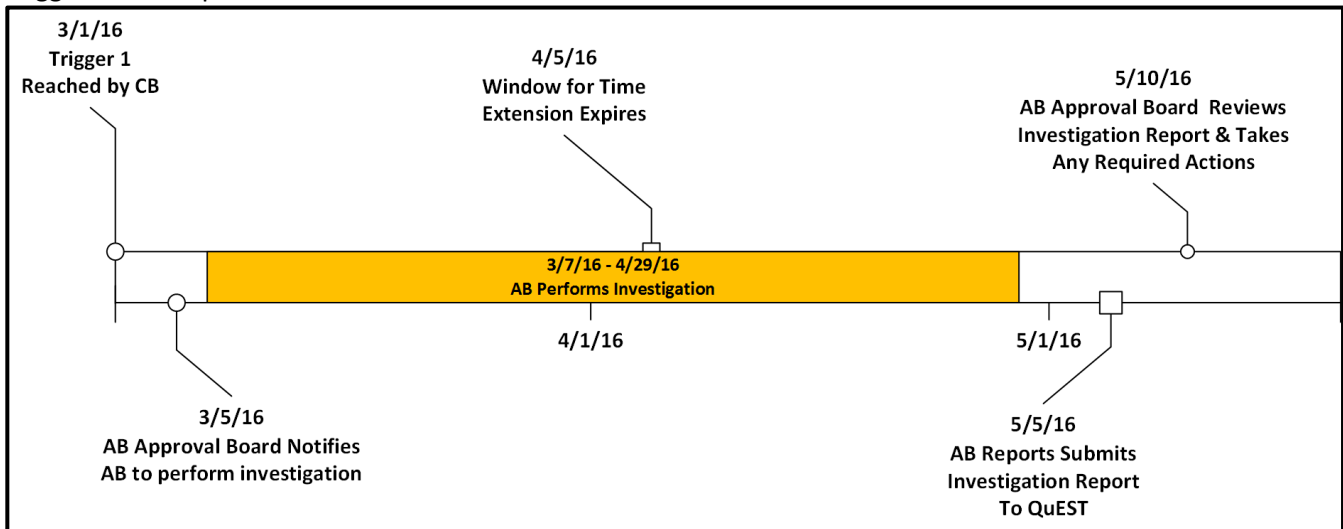 3/1/16
Trigger 1
Reached by CB
4/5/16
Window for Time
Extension Expires
5/10/16
AB Approval Board Reviews
Investigation Report & Takes
Any Required Actions
3/7/16 - 4/29/16
AB Performs Investigation
4/1/16
5/1/16
3/5/16
AB Approval Board Notifies
AB to perform investigation
5/5/16
AB Reports Submits
Investigation Report
To QuEST